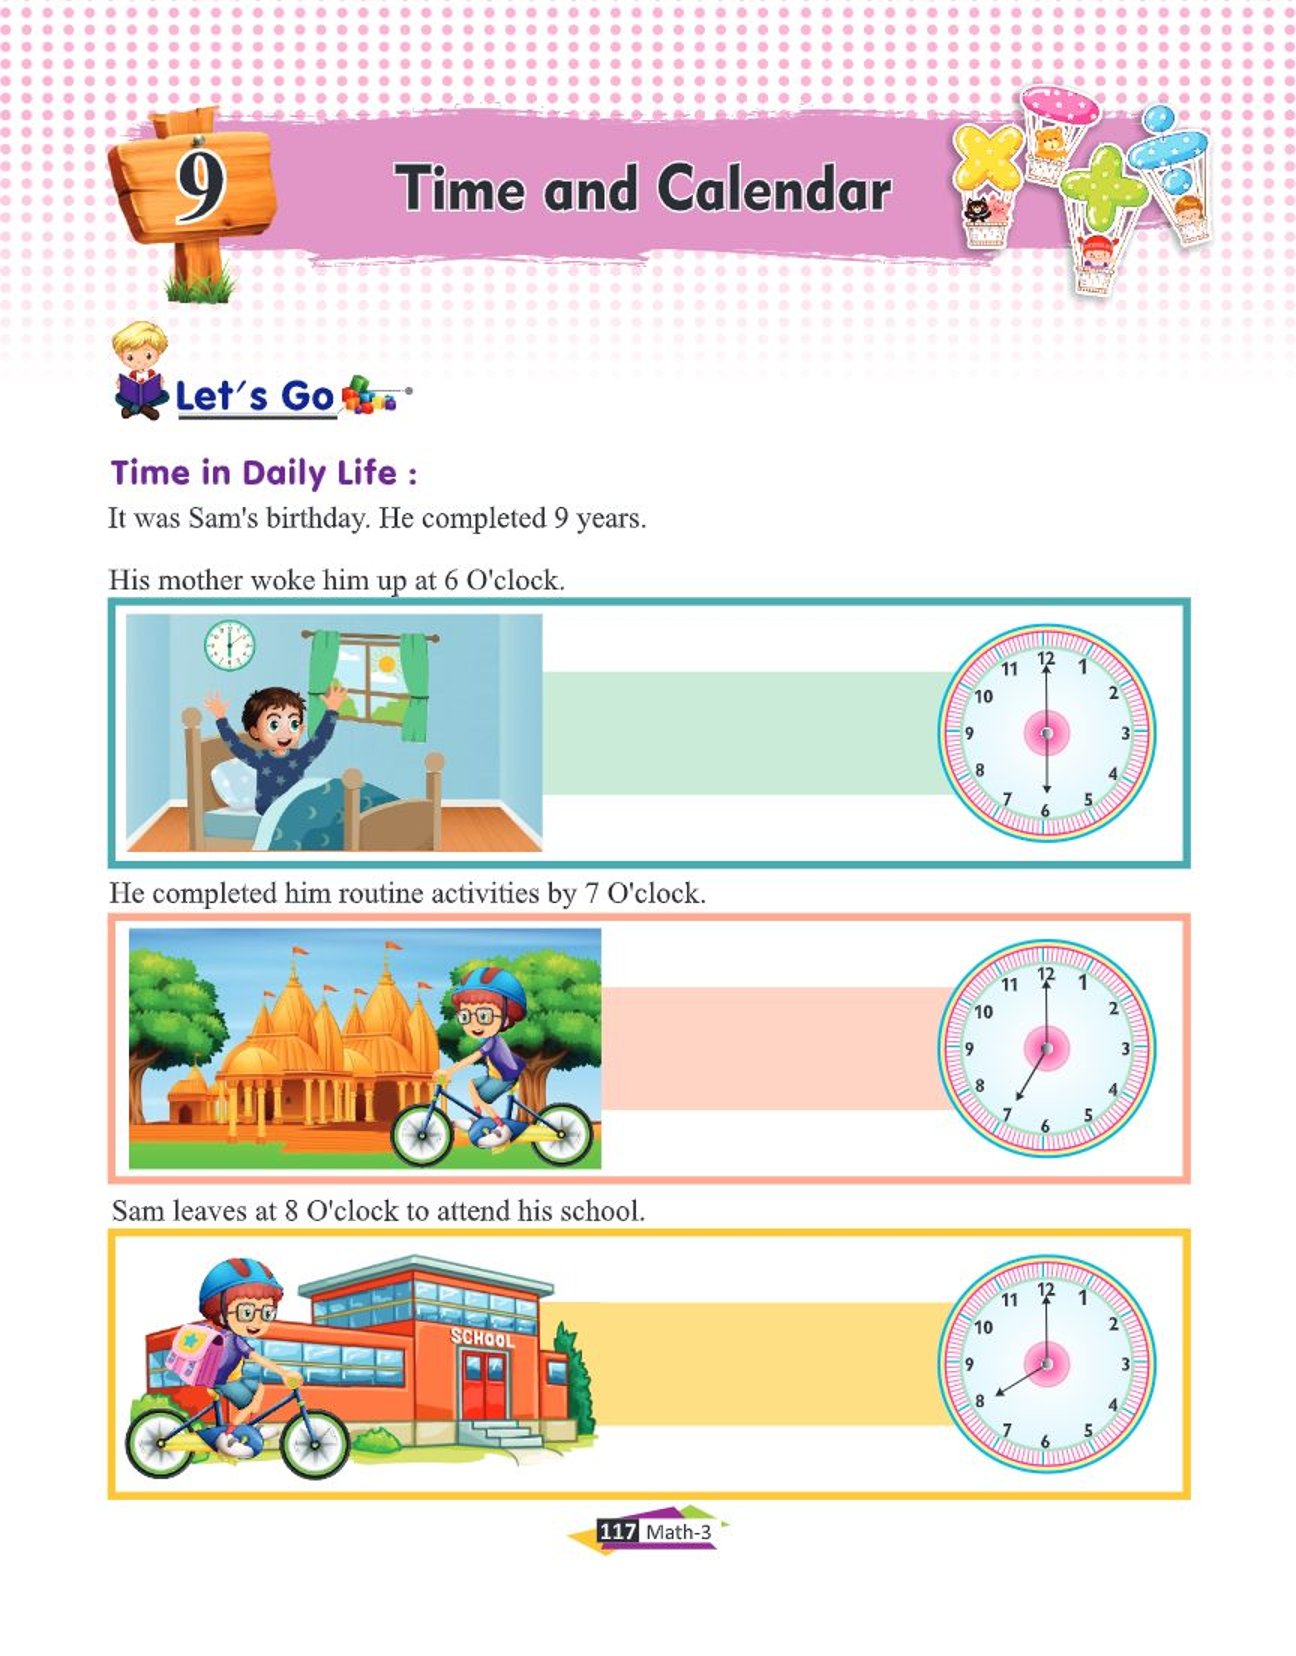 9
Time and Calendar
Let's Go
Time in Daily Life :
It was Sam's birthday. He completed 9 years.
His mother woke him up at 6 O'clock.
12
11 1
10 2
9 3
8 4
7 5
6
He completed him routine activities by 7 O'clock.
12
11 1
10 2
9 3
8 4
7 5
6
Sam leaves at 8 O'clock to attend his school.
SCHOOL
12
11 1
10 2
9 3
8 4
7 5
6
117 Math-3